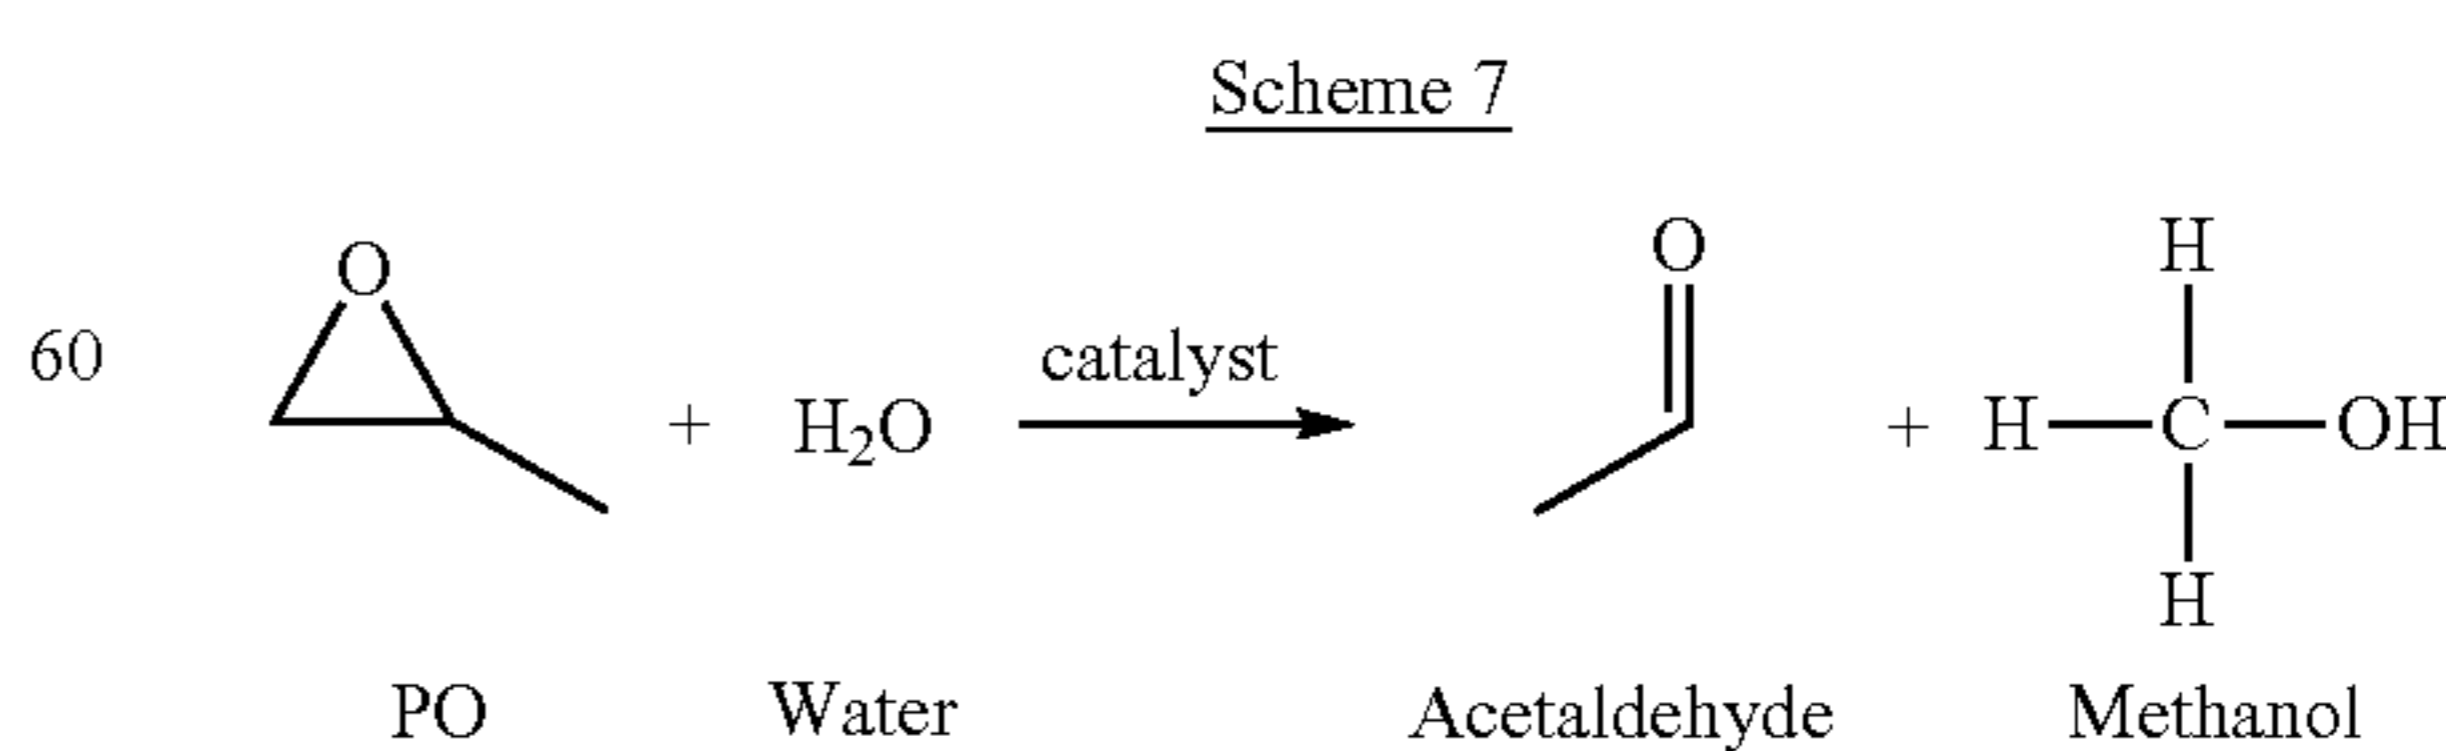 Scheme 7
O
O
H
60
catalyst
+ H₂O
+ H C OH
H
PO Water Acetaldehyde Methanol